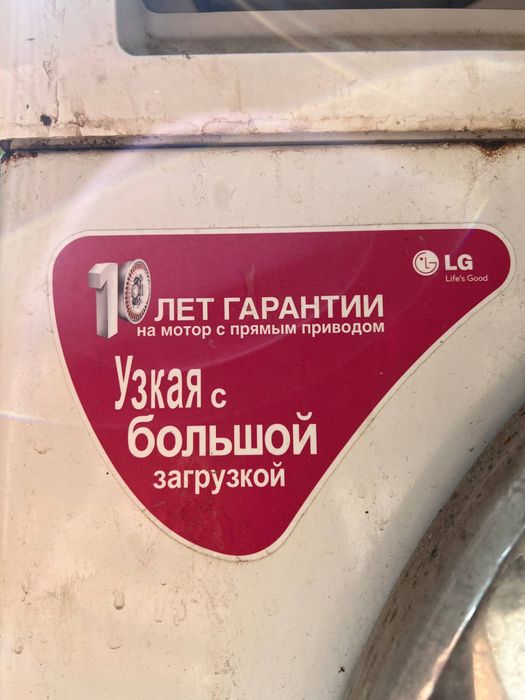 10 ЛЕТ ГАРАНТИИ
на мотор с прямым приводом
Узкая с
большой
загрузкой
LG
Life's Good